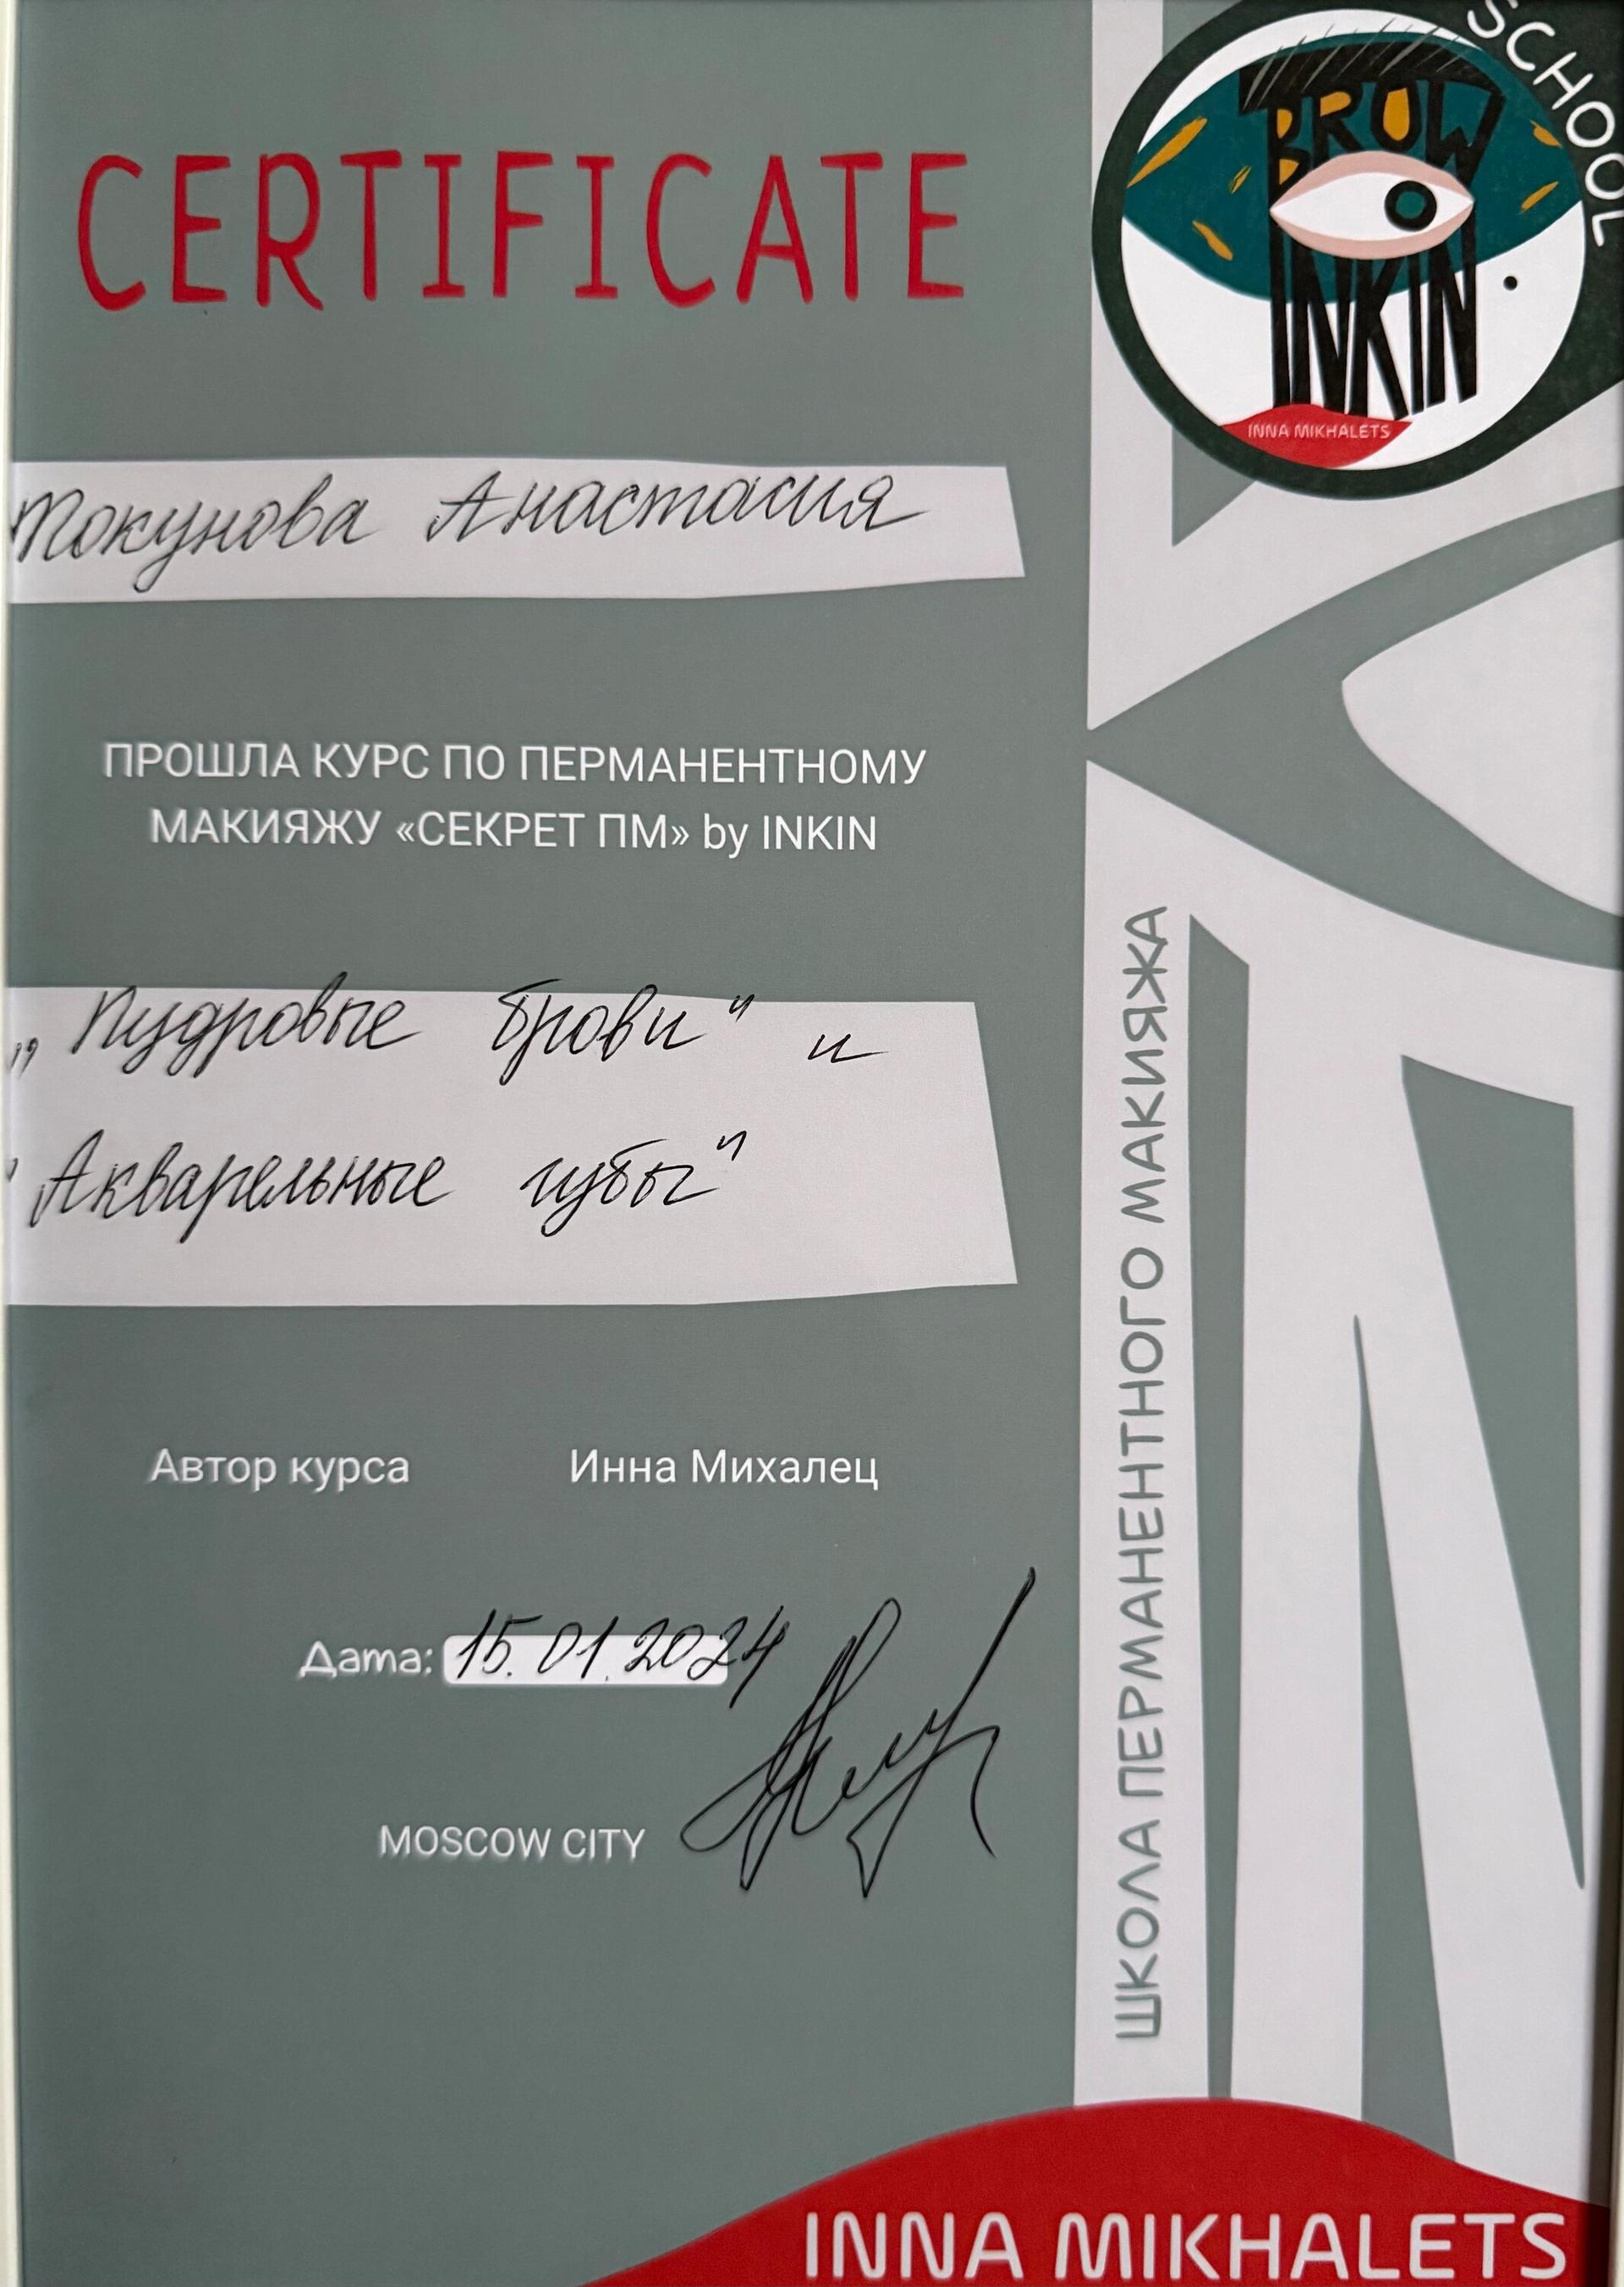 CERTIFICATE
SCHOOL
BROW
INKIN
INNA MIKHALETS
Токунова Анастасия
ПРОШЛА КУРС ПО ПЕРМАНЕНТНОМУ
МАКИЯЖУ «СЕКРЕТ ПМ» by INKIN
„Пудровые брови" и
"Акварельные губы"
Автор курса Инна Михалец
Дата: 15.01.2024
MOSCOW CITY
ШКОЛА ПЕРМАНЕНТНОГО МАКИЯЖА
INNA MIKHALETS